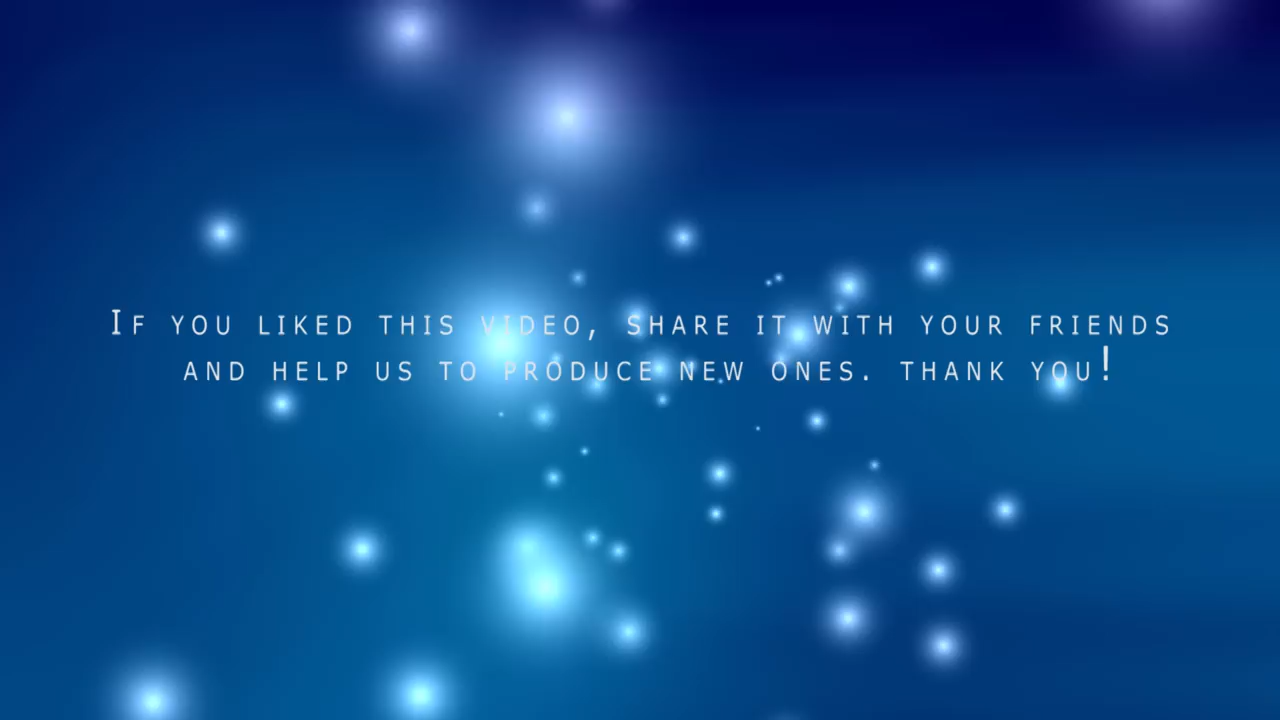 If you liked this video, share it with your friends
and help us to produce new ones. thank you!